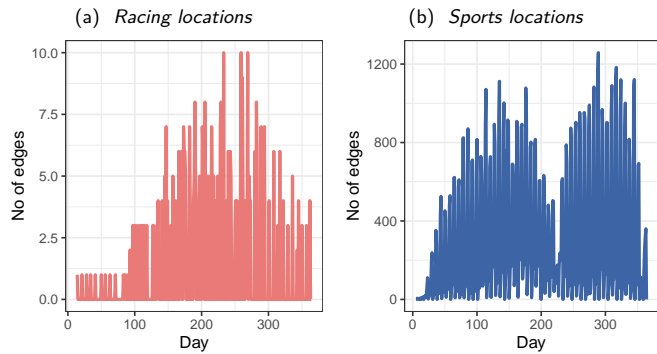 (a) Racing locations
10.0
7.5
5.0
2.5
0.0
No of edges
0 100 200 300
Day
(b) Sports locations
1200
800
400
0
No of edges
0 100 200 300
Day